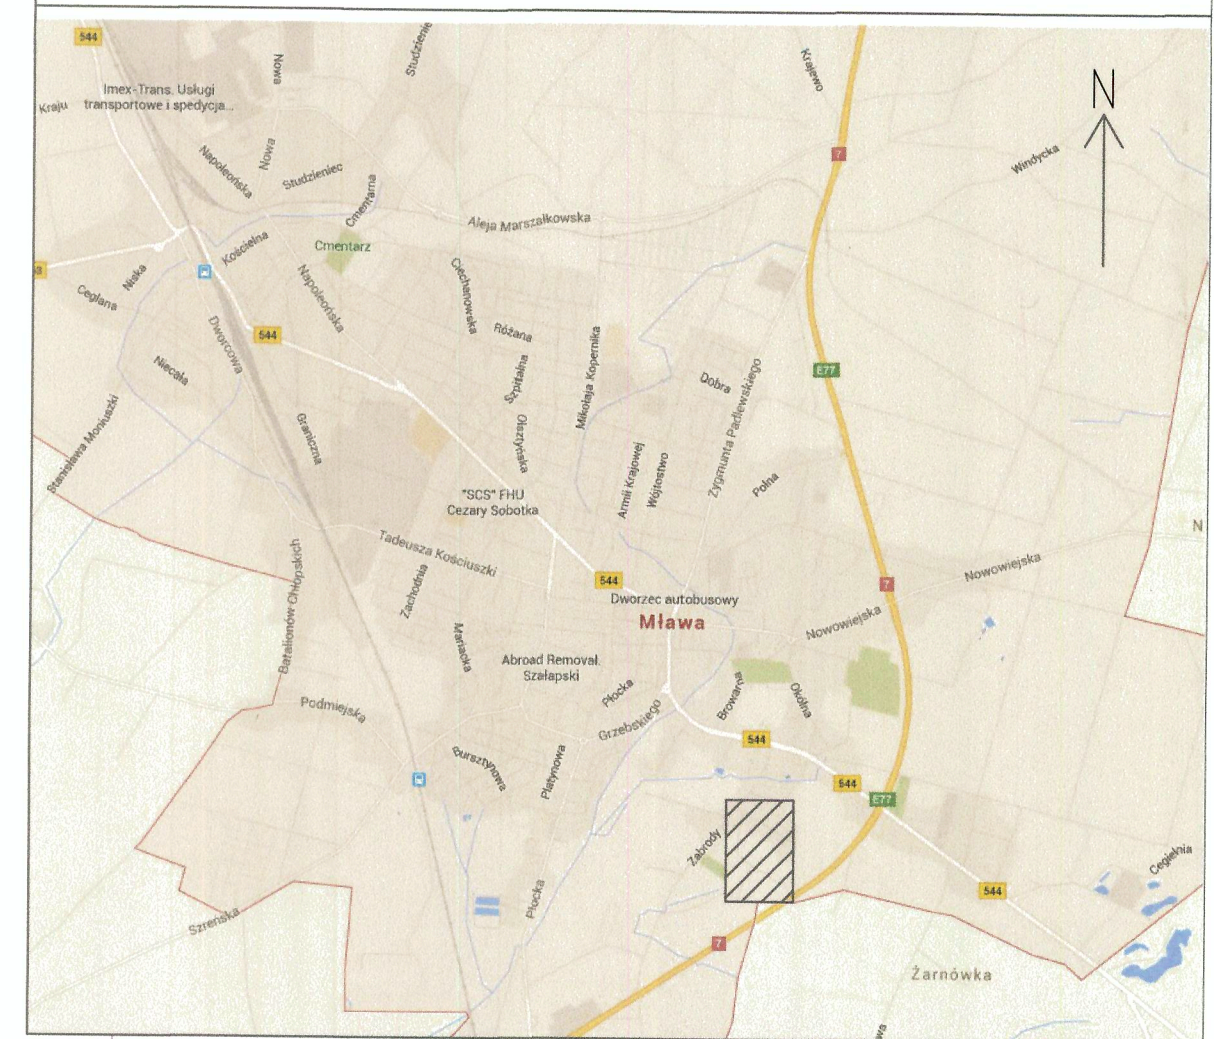 544
Studzieniec
Nowa
Krajewo
N
Imex-Trans. Usługi
transportowe i spedycja...
Kraju
7
Nowa
Napoleońska
Windycka
Studzieniec
Cmentarna
Aleja Marszałkowska
Kościelna
Cmentarz
Niska
Ceglana
Napoleońska
Ciechanowska
Różana
544
Dworcowa
Mikołaja Kopernika
Niecała
Szpitalna
Dobra
E77
Zygmunta Padlewskiego
Stanisława Moniuszki
Graniczna
Olsztyńska
Armii Krajowej
Wójtostwo
Polna
"SCS" FHU
Cezary Sobotka
N
Tadeusza Kościuszki
Batalionów Chłopskich
Zachodnia
544
Dworzec autobusowy
7
Nowowiejska
Mława
Nowowiejska
Mariacka
Abroad Removal.
Szałapski
Płocka
Browarna
Okólna
Podmiejska
Grzebskiego
544
Bursztynowa
Platynowa
544
E77
Zabrody
Cegielnia
Płocka
544
Szreńska
7
Żarnówka
wa